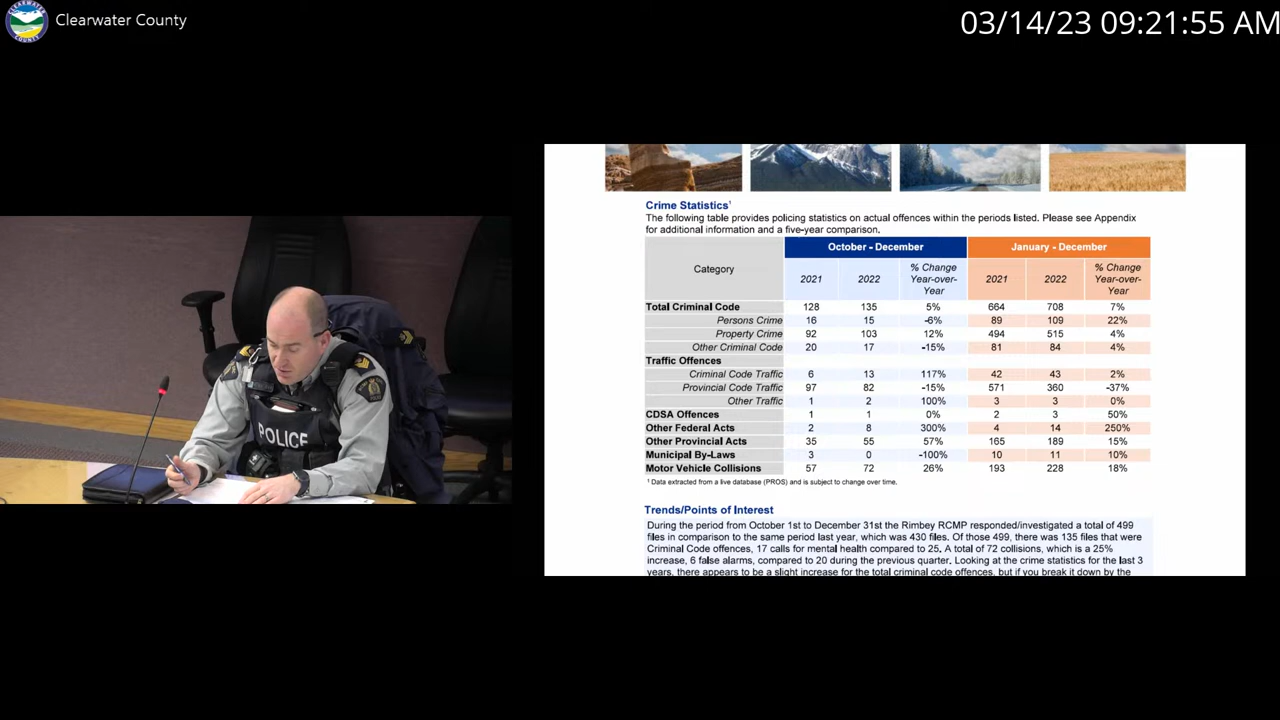 CLEARWATER
COUNTY
Clearwater County
03/14/23 09:21:55 AM
POLICE
Crime Statistics¹
The following table provides policing statistics on actual offences within the periods listed. Please see Appendix
for additional information and a five-year comparison.
Category October - December January - December
2021 2022 % Change Year-over-Year 2021 2022 % Change Year-over-Year
Total Criminal Code 128 135 5% 664 708 7%
Persons Crime 16 15 -6% 89 109 22%
Property Crime 92 103 12% 494 515 4%
Other Criminal Code 20 17 -15% 81 84 4%
Traffic Offences
Criminal Code Traffic 6 13 117% 42 43 2%
Provincial Code Traffic 97 82 -15% 571 360 -37%
Other Traffic 1 2 100% 3 3 0%
CDSA Offences 1 1 0% 2 3 50%
Other Federal Acts 2 8 300% 4 14 250%
Other Provincial Acts 35 55 57% 165 189 15%
Municipal By-Laws 3 0 -100% 10 11 10%
Motor Vehicle Collisions 57 72 26% 193 228 18%
¹ Data extracted from a live database (PROS) and is subject to change over time.
Trends/Points of Interest
During the period from October 1st to December 31st the Rimbey RCMP responded/investigated a total of 499
files in comparison to the same period last year, which was 430 files. Of those 499, there was 135 files that were
Criminal Code offences, 17 calls for mental health compared to 25. A total of 72 collisions, which is a 25%
increase, 6 false alarms, compared to 20 during the previous quarter. Looking at the crime statistics for the last 3
years, there appears to be a slight increase for the total criminal code offences, but if you break it down by the